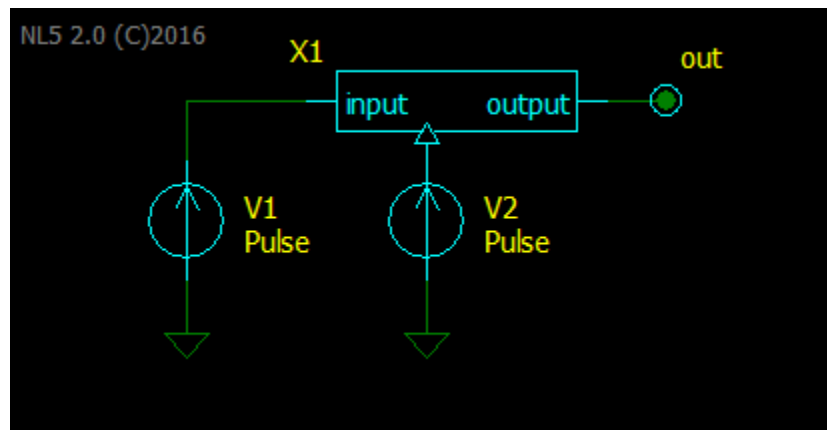 NL5 2.0 (C)2016
X1
out
input
output
V1
Pulse
V2
Pulse